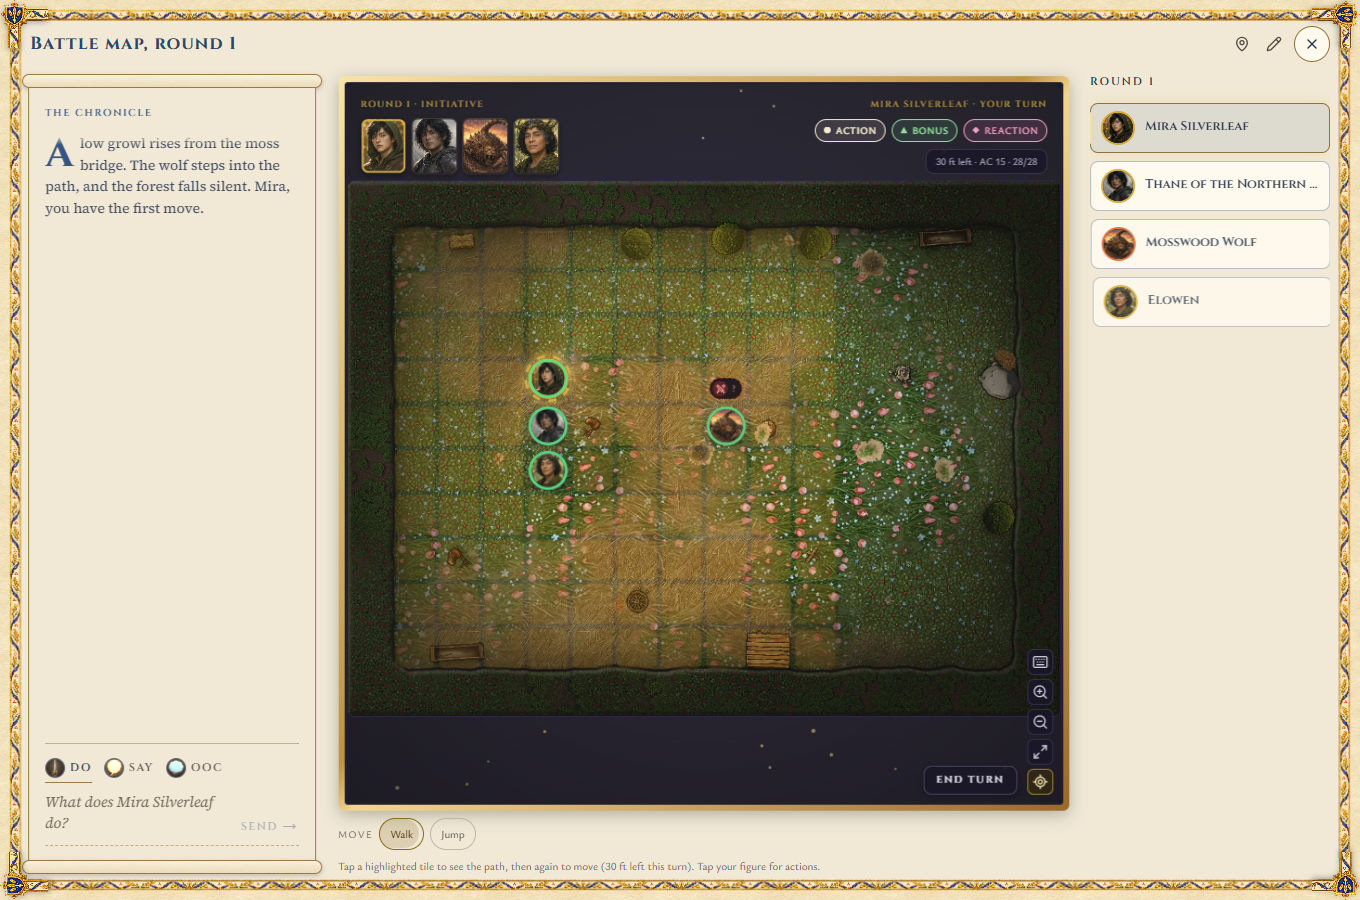 BATTLE MAP, ROUND 1
THE CHRONICLE
A low growl rises from the moss
bridge. The wolf steps into the
path, and the forest falls silent. Mira,
you have the first move.
DO SAY OOC
What does Mira Silverleaf
do?
SEND →
ROUND 1 · INITIATIVE
MIRA SILVERLEAF · YOUR TURN
ACTION BONUS REACTION
30 ft left · AC 15 · 28/28
END TURN
MOVE Walk Jump
Tap a highlighted tile to see the path, then again to move (30 ft left this turn). Tap your figure for actions.
ROUND 1
MIRA SILVERLEAF
THANE OF THE NORTHERN ...
MOSSWOOD WOLF
ELOWEN